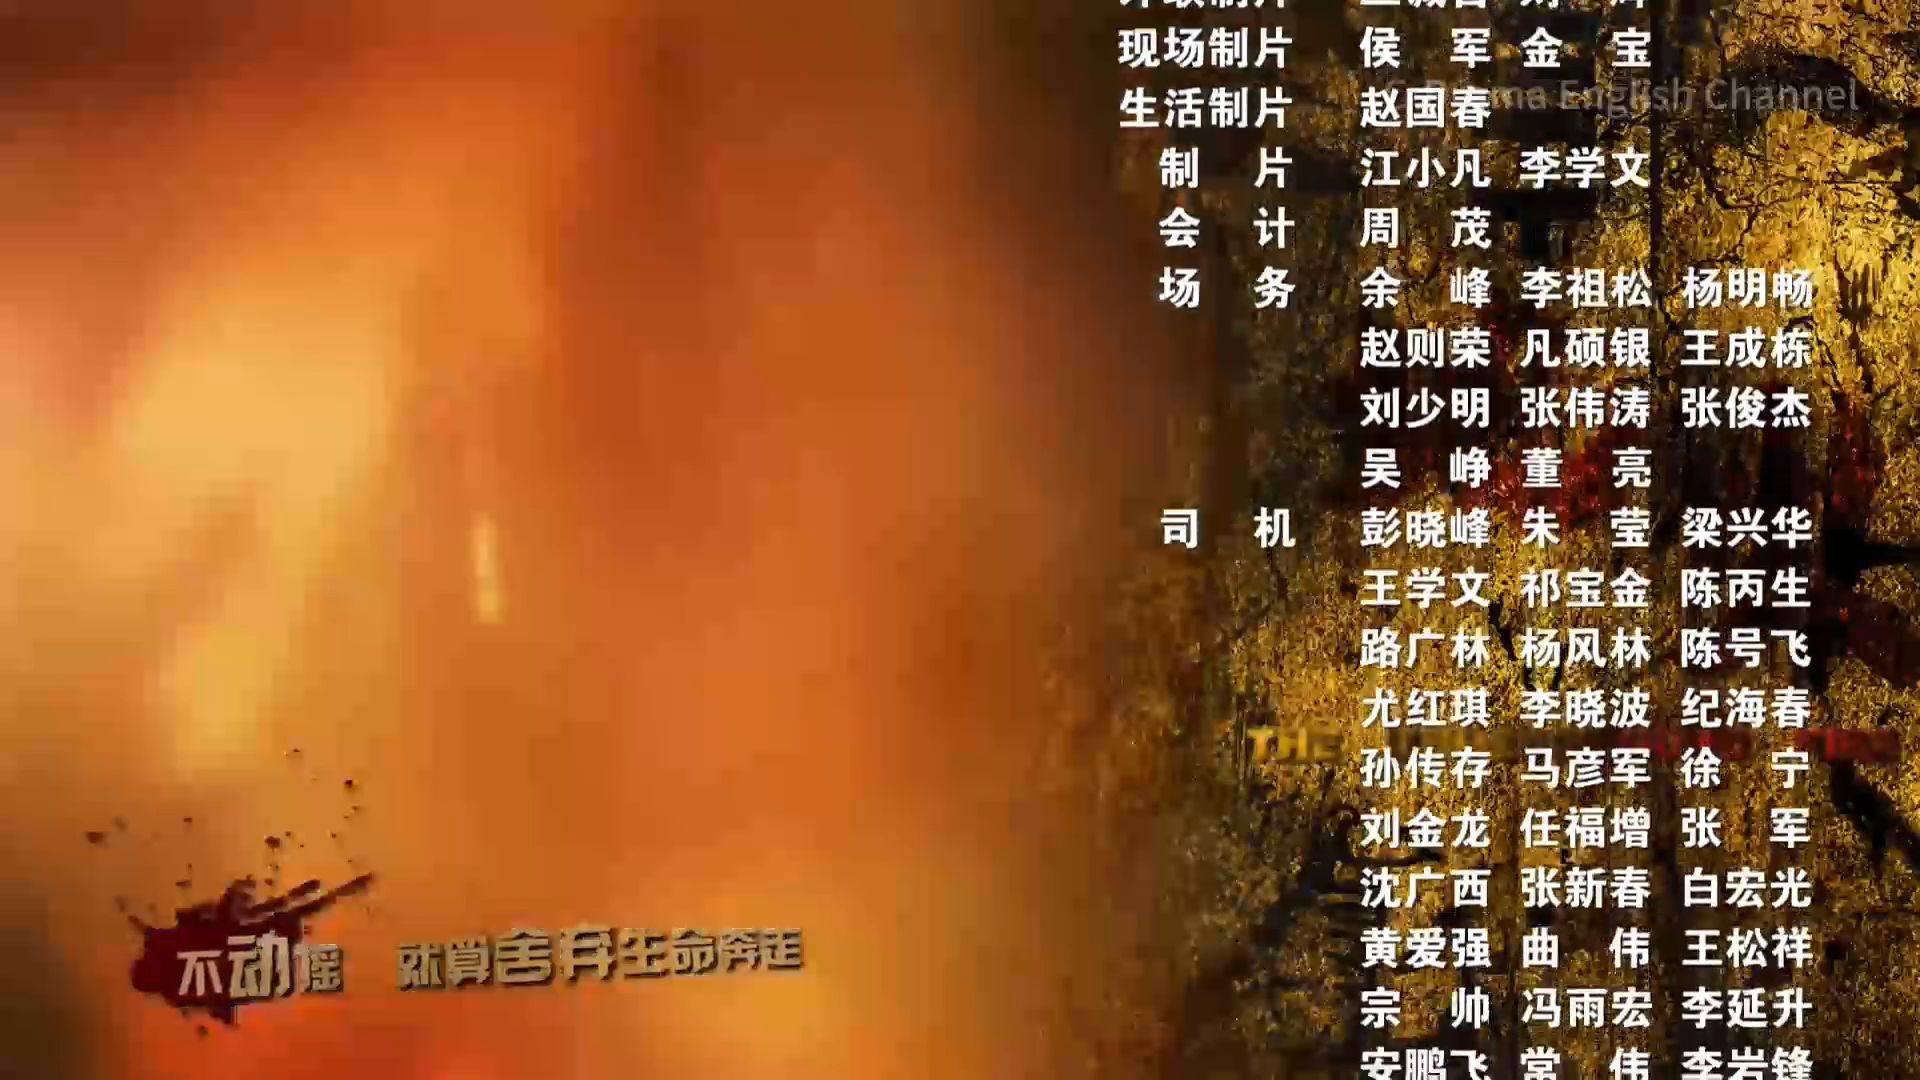 现场制片 侯军 金宝
生活制片 赵国春
制片 江小凡 李学文
会计 周茂
场务 余峰 李祖松 杨明畅
赵则荣 凡硕银 王成栋
刘少明 张伟涛 张俊杰
吴峥 董亮
司机 彭晓峰 朱莹 梁兴华
王学文 祁宝金 陈丙生
路广林 杨风林 陈号飞
尤红琪 李晓波 纪海春
孙传存 马彦军 徐宁
刘金龙 任福增 张军
沈广西 张新春 白宏光
黄爱强 曲伟 王松祥
宗帅 冯雨宏 李延升
安鹏飞 常伟 李岩锋
English Channel
THE
不动摇 就算舍弃生命奔走